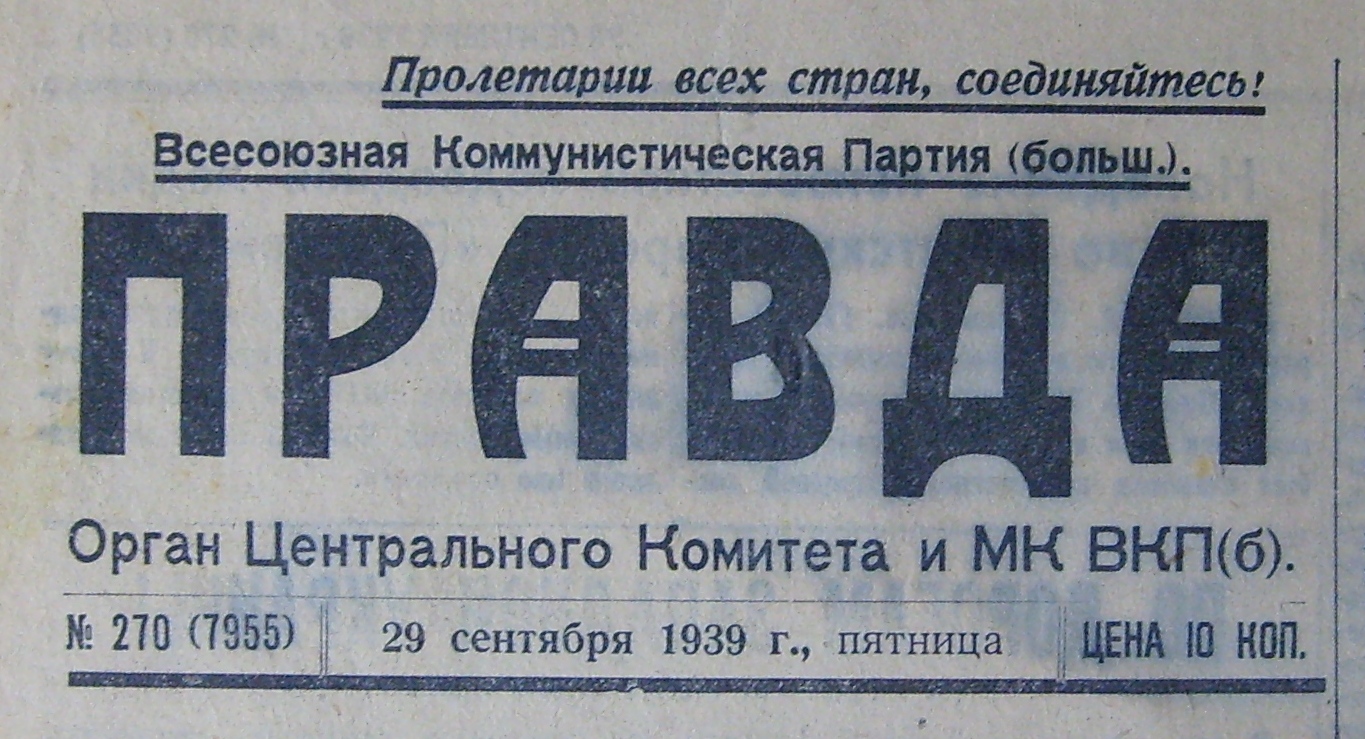 Пролетарии всех стран, соединяйтесь!
Всесоюзная Коммунистическая Партия (больш.).
ПРАВДА
Орган Центрального Комитета и МК ВКП(б).
№ 270 (7955) 29 сентября 1939 г., пятница ЦЕНА 10 КОП.